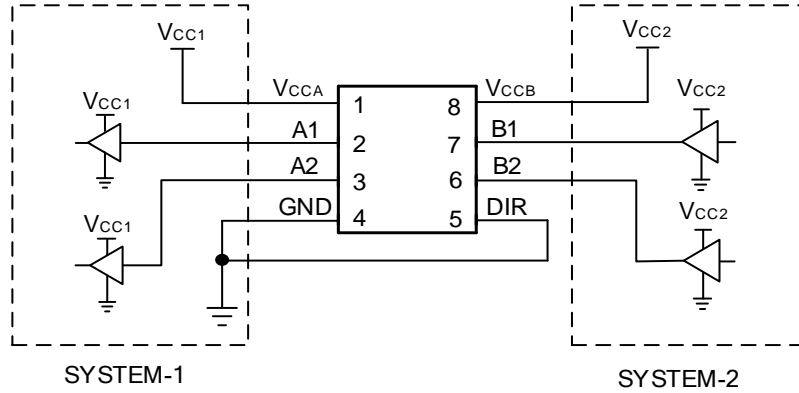 VCC1
VCC2
VCCA
VCCB
VCC1
VCC2
A1
B1
A2
B2
GND
DIR
1
2
3
4
8
7
6
5
VCC1
VCC2
SYSTEM-1
SYSTEM-2